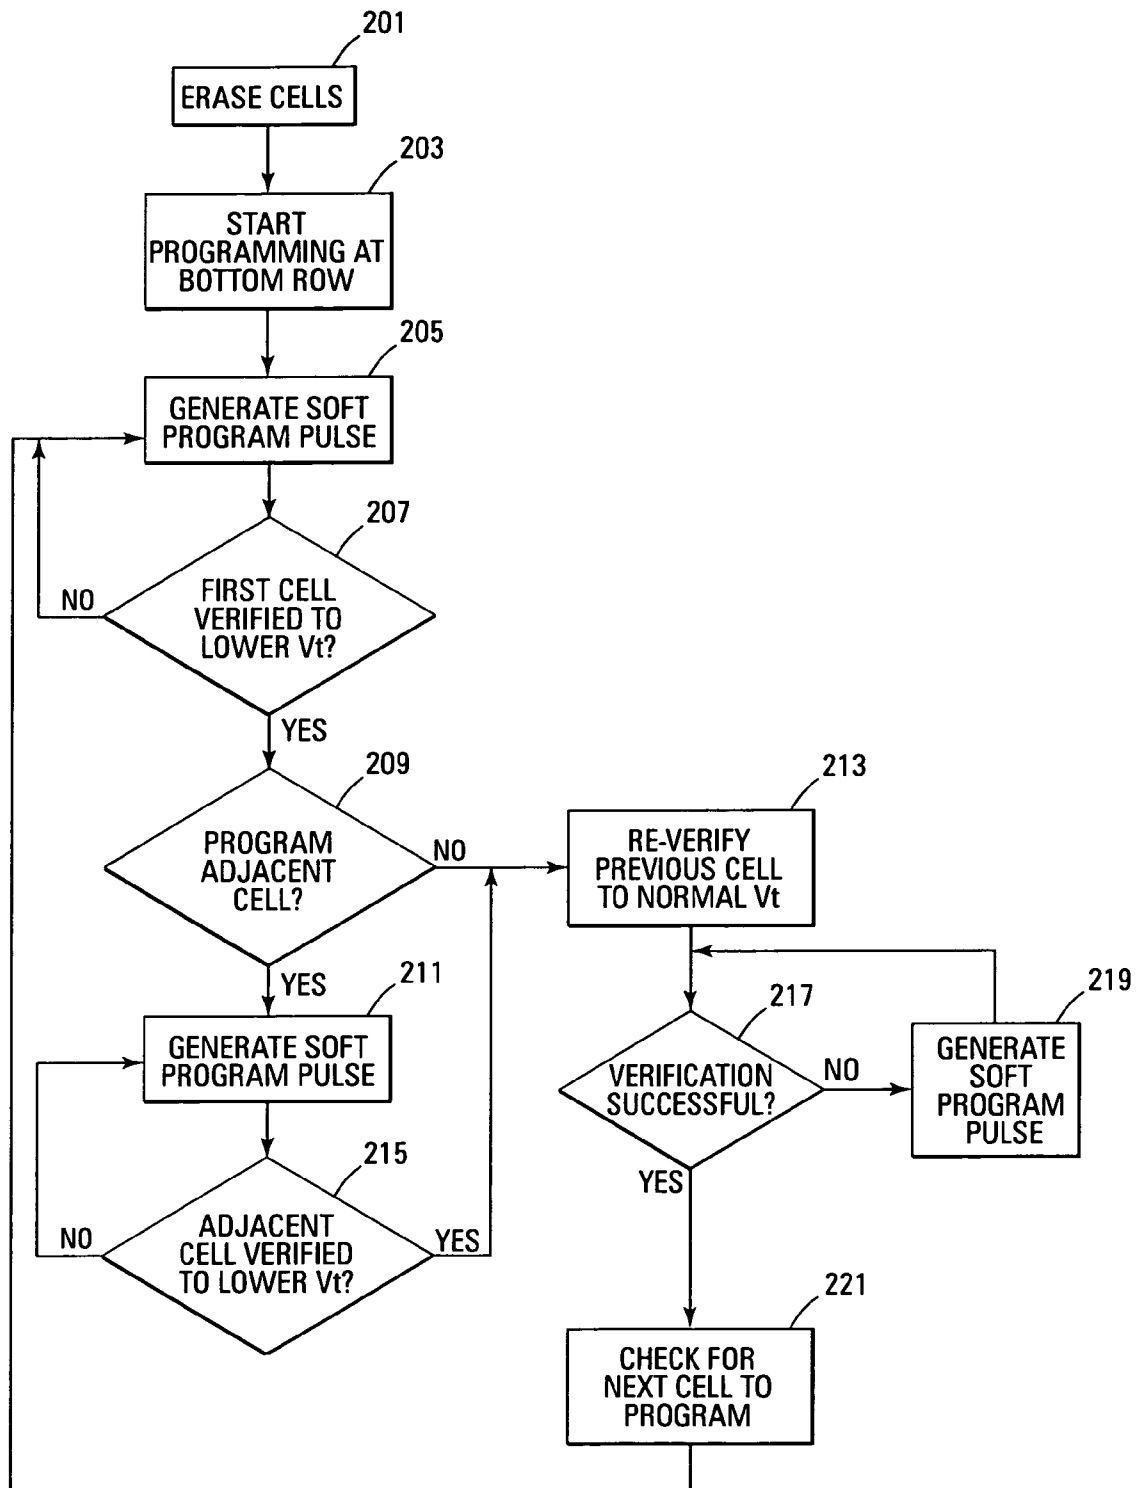 201
ERASE CELLS
203
START
PROGRAMMING AT
BOTTOM ROW
205
GENERATE SOFT
PROGRAM PULSE
207
FIRST CELL
VERIFIED TO
LOWER Vt?
NO
YES
209
PROGRAM
ADJACENT
CELL?
NO
YES
211
GENERATE SOFT
PROGRAM PULSE
215
ADJACENT
CELL VERIFIED
TO LOWER Vt?
NO
YES
213
RE-VERIFY
PREVIOUS CELL
TO NORMAL Vt
217
VERIFICATION
SUCCESSFUL?
NO
YES
219
GENERATE
SOFT
PROGRAM
PULSE
221
CHECK FOR
NEXT CELL TO
PROGRAM